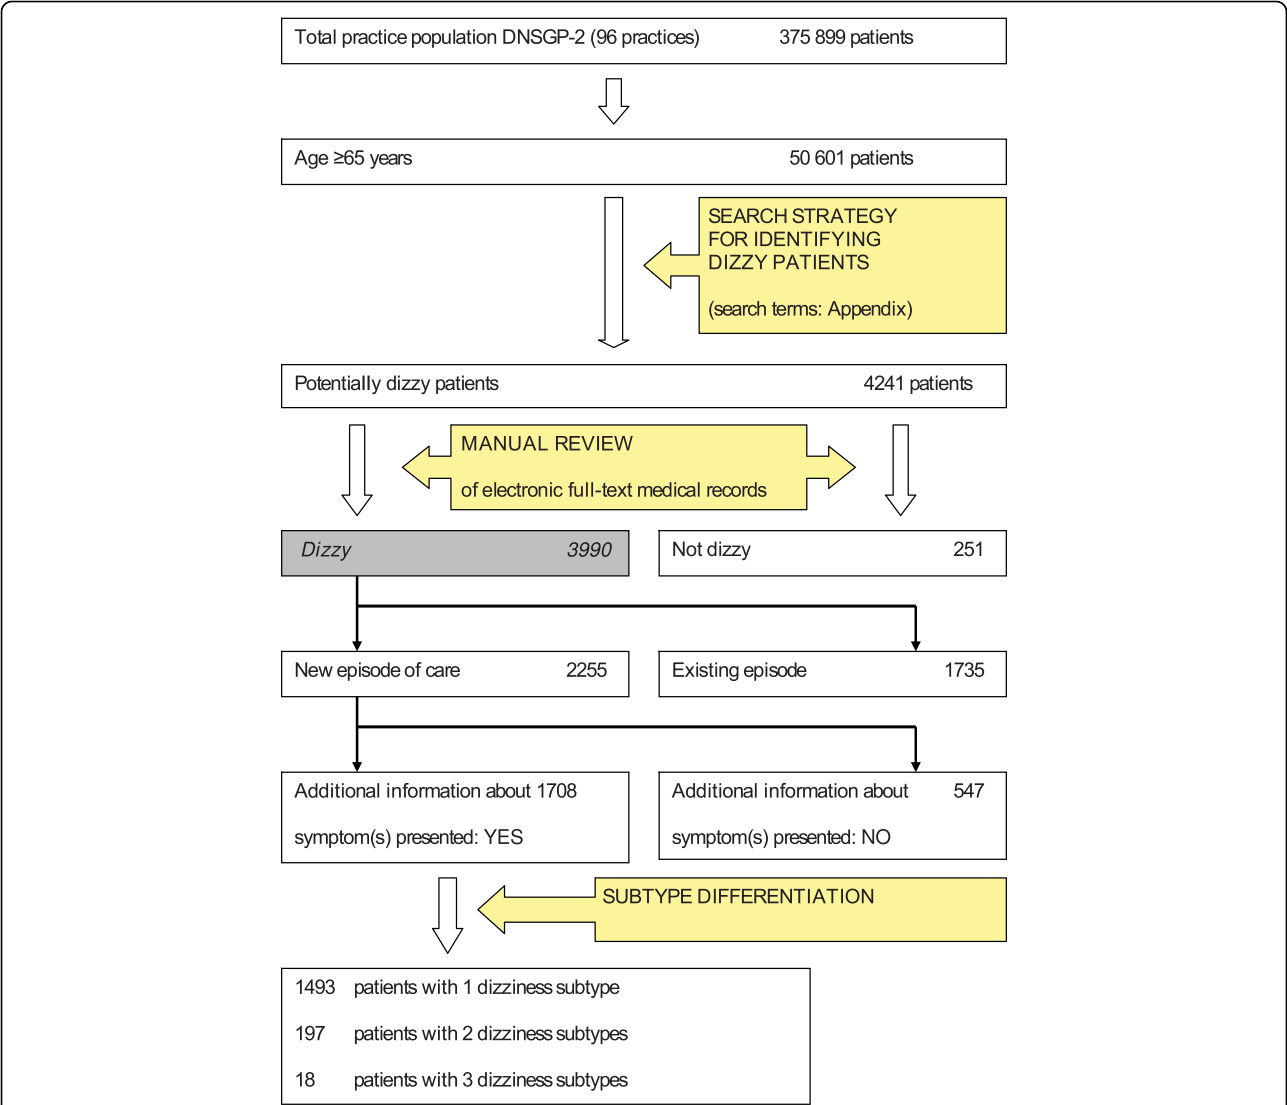 Total practice population DNSGP-2 (96 practices) 375 899 patients
Age ≥65 years 50 601 patients
SEARCH STRATEGY
FOR IDENTIFYING
DIZZY PATIENTS
(search terms: Appendix)
Potentially dizzy patients 4241 patients
MANUAL REVIEW
of electronic full-text medical records
Dizzy 3990
Not dizzy 251
New episode of care 2255
Existing episode 1735
Additional information about 1708
symptom(s) presented: YES
Additional information about 547
symptom(s) presented: NO
SUBTYPE DIFFERENTIATION
1493 patients with 1 dizziness subtype
197 patients with 2 dizziness subtypes
18 patients with 3 dizziness subtypes